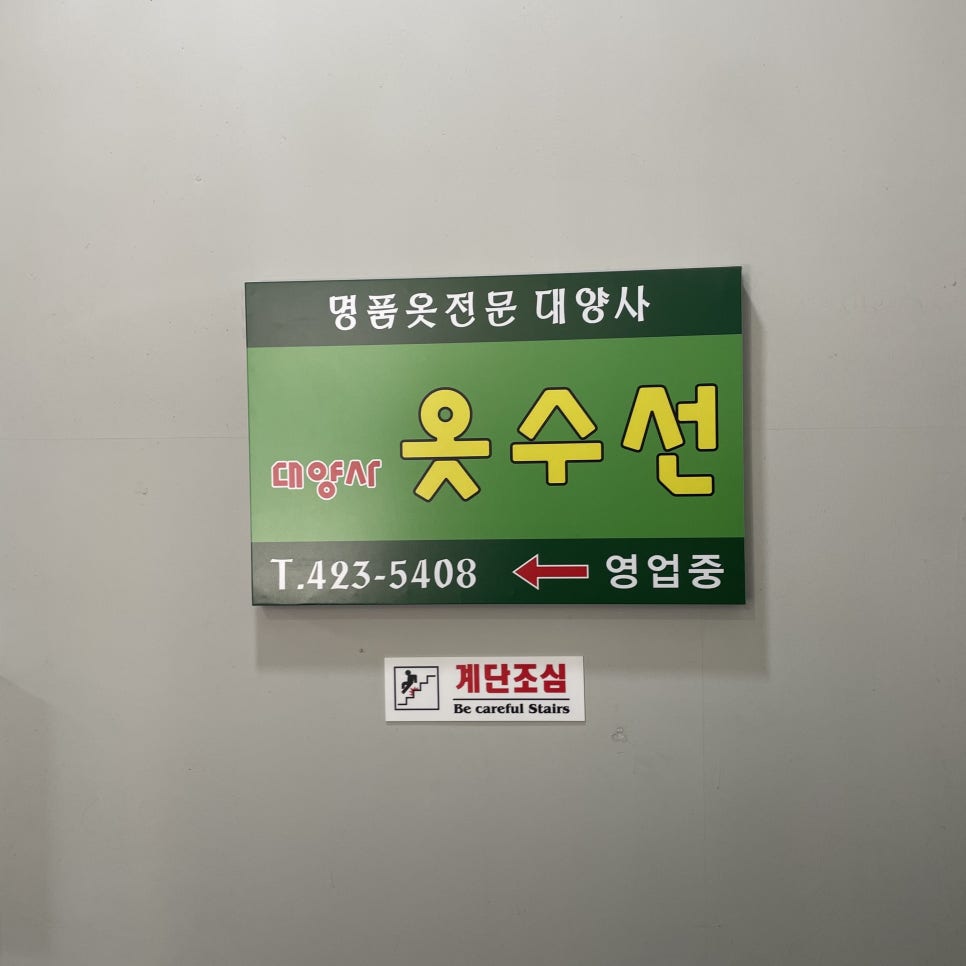 명품옷전문 대양사
대양사 옷수선
T.423-5408 영업중
계단조심
Be careful Stairs